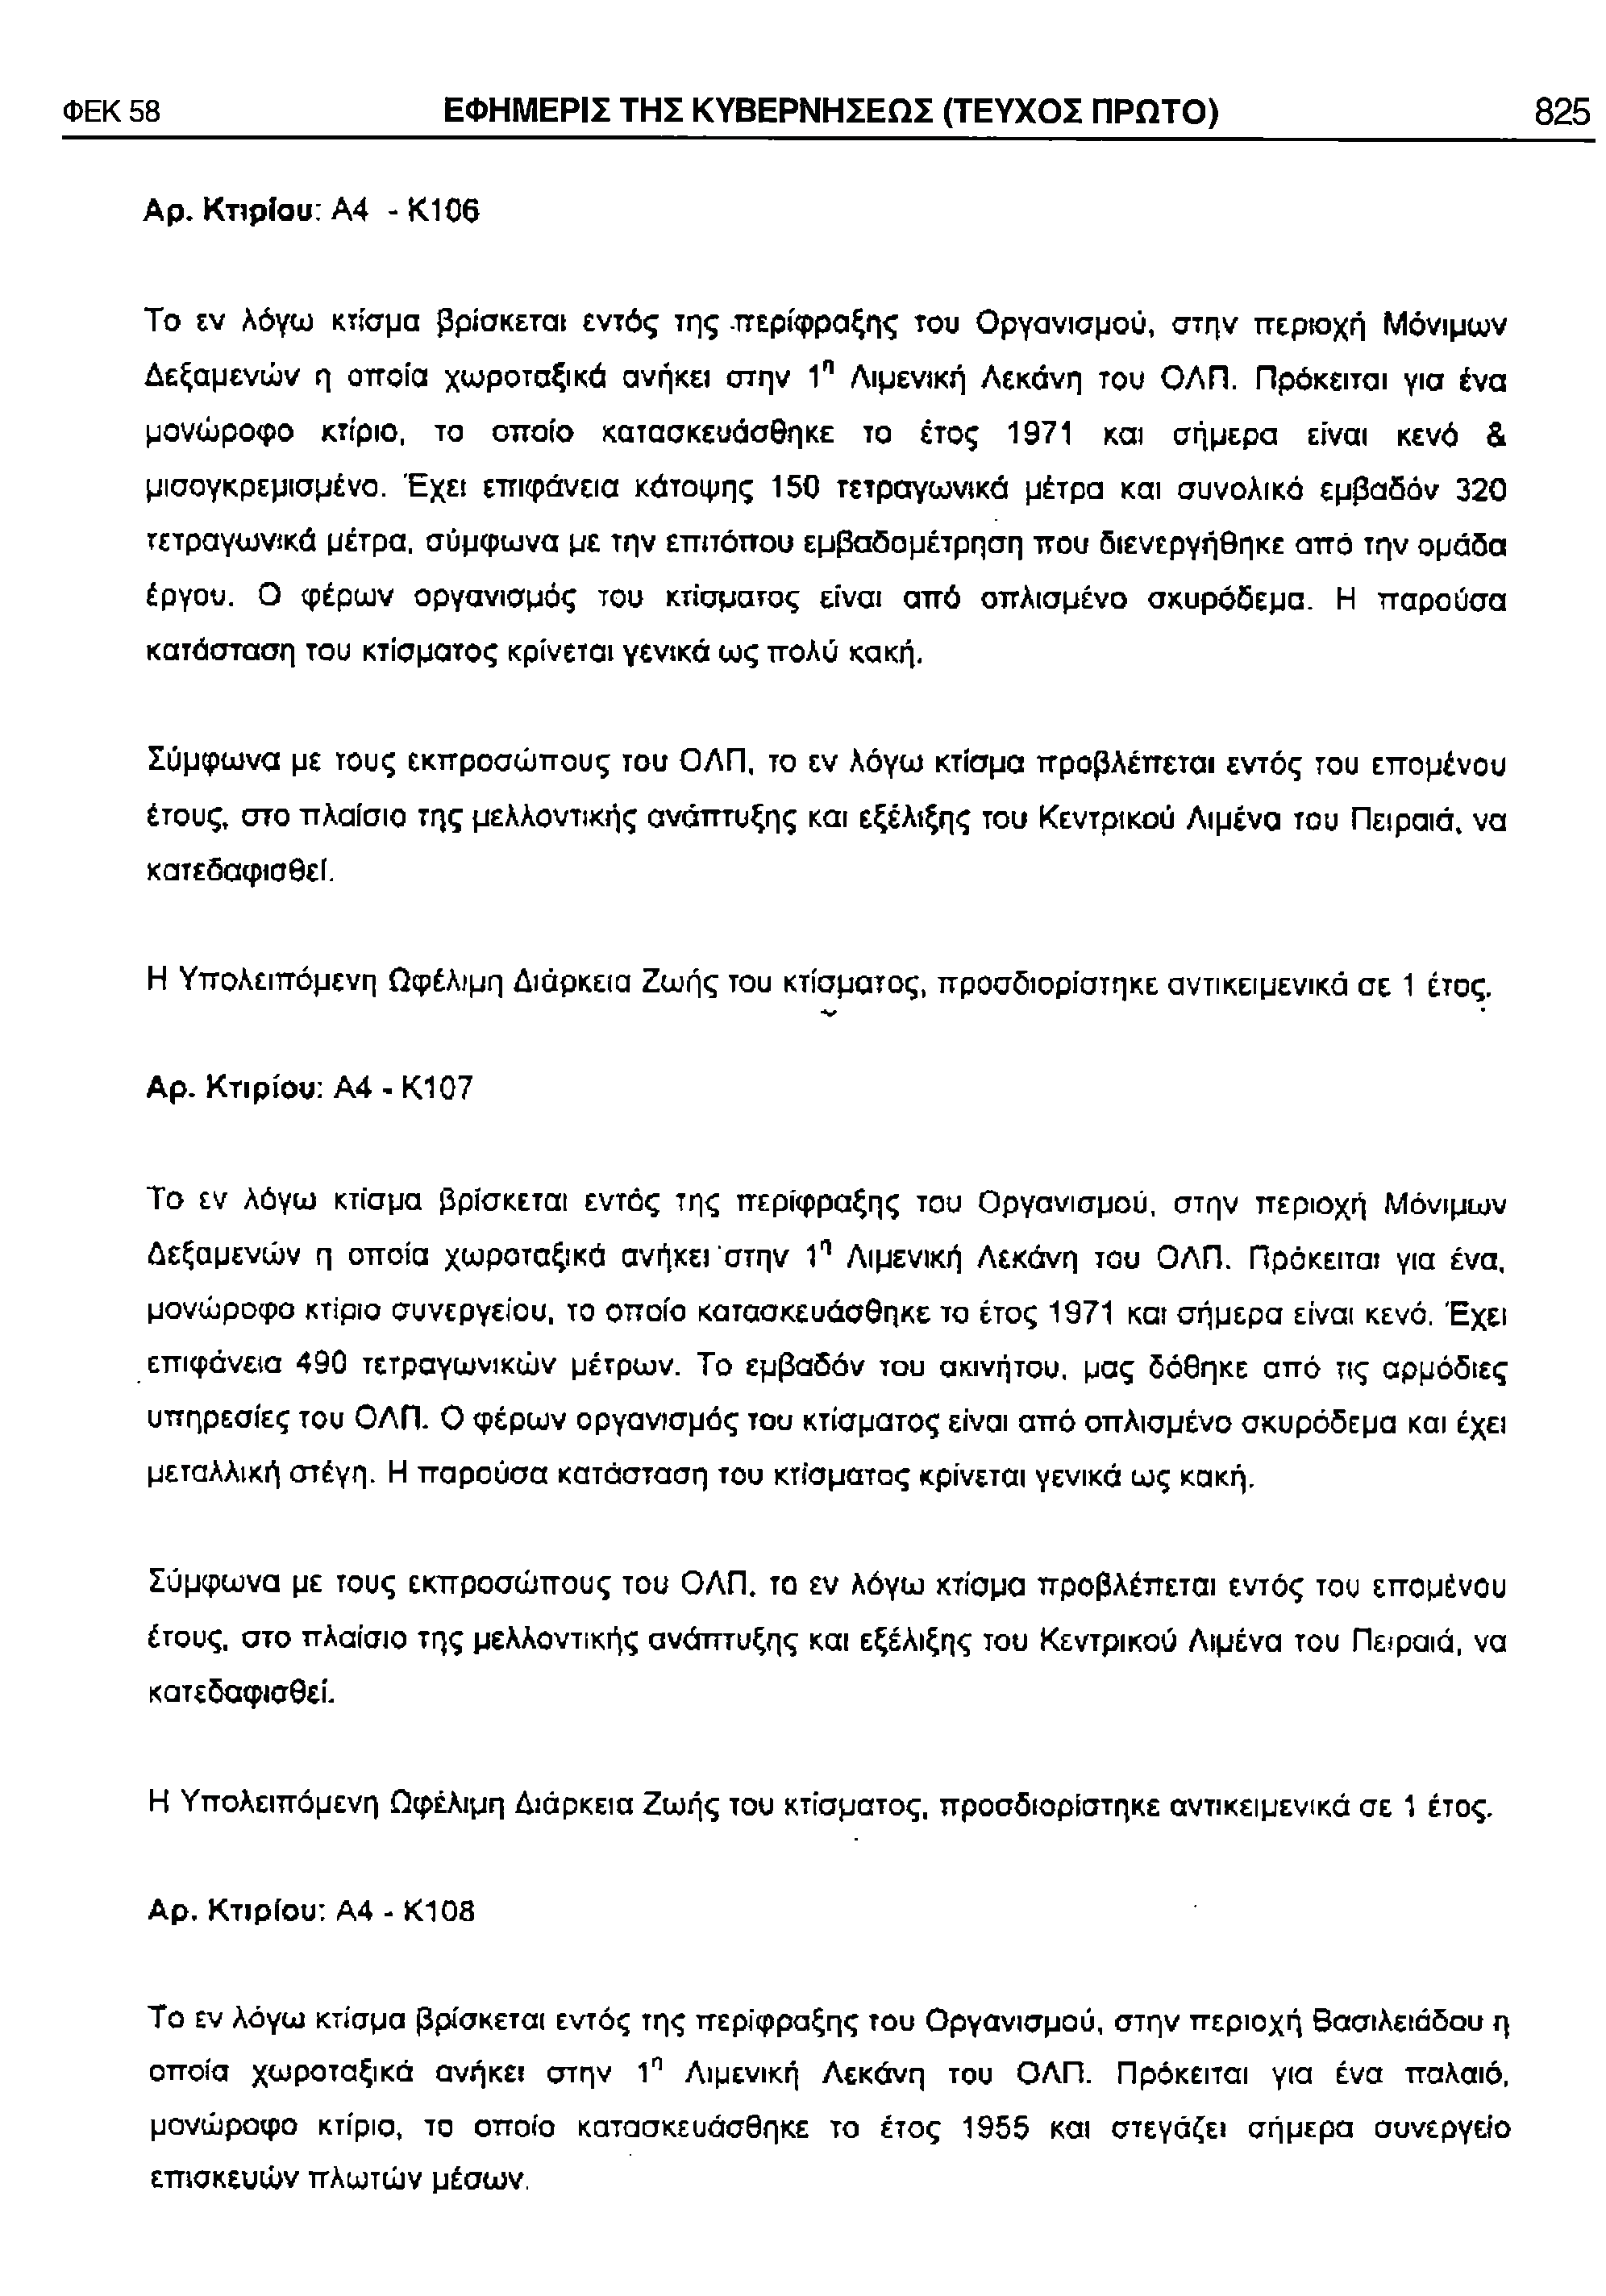 ΦΕΚ 58 ΕΦΗΜΕΡΙΣ ΤΗΣ ΚΥΒΕΡΝΗΣΕΩΣ (ΤΕΥΧΟΣ ΠΡΩΤΟ) 825
Αρ. Κτιρίου: Α4 - Κ106
Το εν λόγω κτίσμα βρίσκεται εντός της περίφραξης του Οργανισμού, στην περιοχή Μόνιμων
Δεξαμενών η οποία χωροταξικά ανήκει στην 1η Λιμενική Λεκάνη του ΟΛΠ. Πρόκειται για ένα
μονώροφο κτίριο, το οποίο κατασκευάσθηκε το έτος 1971 και σήμερα είναι κενό &
μισογκρεμισμένο. Έχει επιφάνεια κάτοψης 150 τετραγωνικά μέτρα και συνολικό εμβαδόν 320
τετραγωνικά μέτρα, σύμφωνα με την επιτόπου εμβαδομέτρηση που διενεργήθηκε από την ομάδα
έργου. Ο φέρων οργανισμός του κτίσματος είναι από οπλισμένο σκυρόδεμα. Η παρούσα
κατάσταση του κτίσματος κρίνεται γενικά ως πολύ κακή.
Σύμφωνα με τους εκπροσώπους του ΟΛΠ, το εν λόγω κτίσμα προβλέπεται εντός του επομένου
έτους, στο πλαίσιο της μελλοντικής ανάπτυξης και εξέλιξης του Κεντρικού Λιμένα του Πειραιά, να
κατεδαφισθεί.
Η Υπολειπόμενη Ωφέλιμη Διάρκεια Ζωής του κτίσματος, προσδιορίστηκε αντικειμενικά σε 1 έτος.
Αρ. Κτιρίου: Α4 - Κ107
Το εν λόγω κτίσμα βρίσκεται εντός της περίφραξης του Οργανισμού, στην περιοχή Μόνιμων
Δεξαμενών η οποία χωροταξικά ανήκει στην 1η Λιμενική Λεκάνη του ΟΛΠ. Πρόκειται για ένα,
μονώροφο κτίριο συνεργείου, το οποίο κατασκευάσθηκε το έτος 1971 και σήμερα είναι κενό. Έχει
επιφάνεια 490 τετραγωνικών μέτρων. Το εμβαδόν του ακινήτου, μας δόθηκε από τις αρμόδιες
υπηρεσίες του ΟΛΠ. Ο φέρων οργανισμός του κτίσματος είναι από οπλισμένο σκυρόδεμα και έχει
μεταλλική στέγη. Η παρούσα κατάσταση του κτίσματος κρίνεται γενικά ως κακή.
Σύμφωνα με τους εκπροσώπους του ΟΛΠ, το εν λόγω κτίσμα προβλέπεται εντός του επομένου
έτους, στο πλαίσιο της μελλοντικής ανάπτυξης και εξέλιξης του Κεντρικού Λιμένα του Πειραιά, να
κατεδαφισθεί.
Η Υπολειπόμενη Ωφέλιμη Διάρκεια Ζωής του κτίσματος, προσδιορίστηκε αντικειμενικά σε 1 έτος.
Αρ. Κτιρίου: Α4 - Κ108
Το εν λόγω κτίσμα βρίσκεται εντός της περίφραξης του Οργανισμού, στην περιοχή Βασιλειάδου η
οποία χωροταξικά ανήκει στην 1η Λιμενική Λεκάνη του ΟΛΠ. Πρόκειται για ένα παλαιό,
μονώροφο κτίριο, το οποίο κατασκευάσθηκε το έτος 1955 και στεγάζει σήμερα συνεργείο
επισκευών πλωτών μέσων.